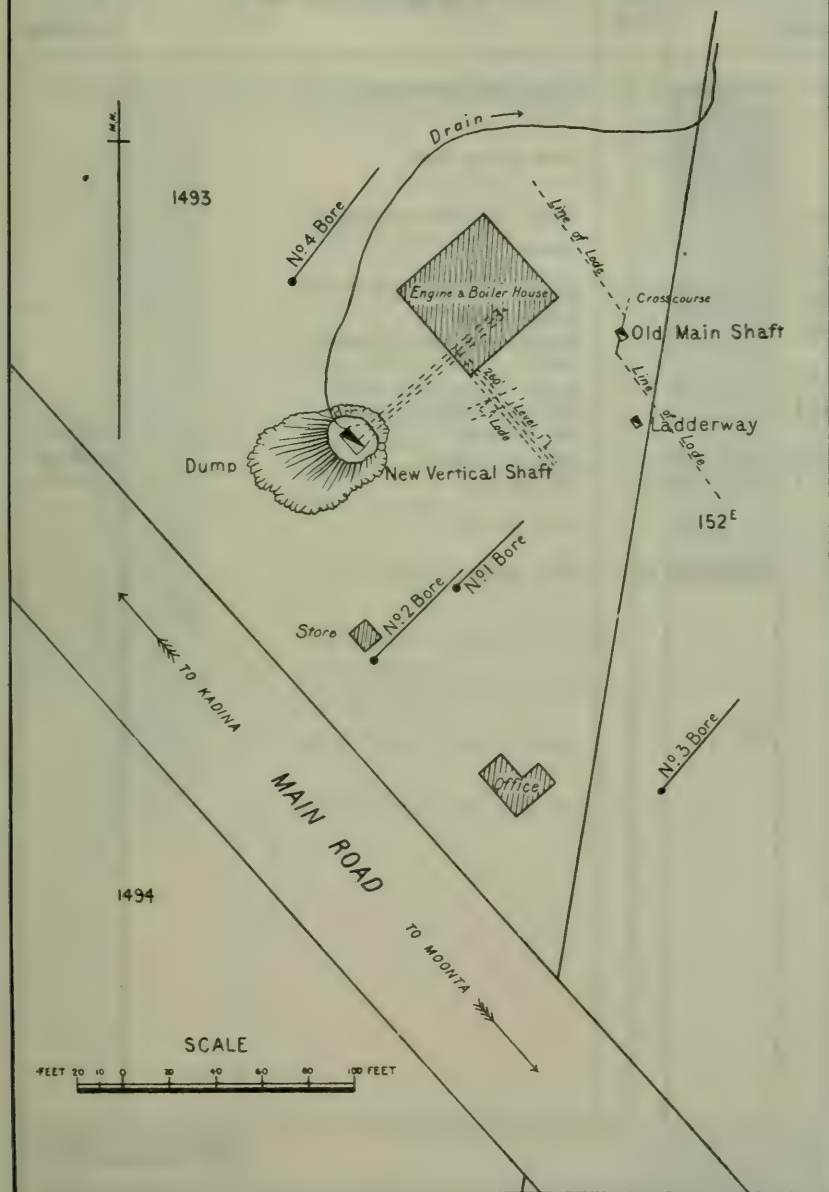 M.N.
Drain
1493
No. 4 Bore
Line of Lode
Engine & Boiler House
Crosscourse
Old Main Shaft
260' Level
Lode
Line of Lode
Ladderway
Dump
New Vertical Shaft
152 E
No. 1 Bore
No. 2 Bore
Store
TO KADINA
No. 3 Bore
Office
MAIN ROAD
1494
TO MOONTA
SCALE
FEET 20 10 0 20 40 60 80 100 FEET